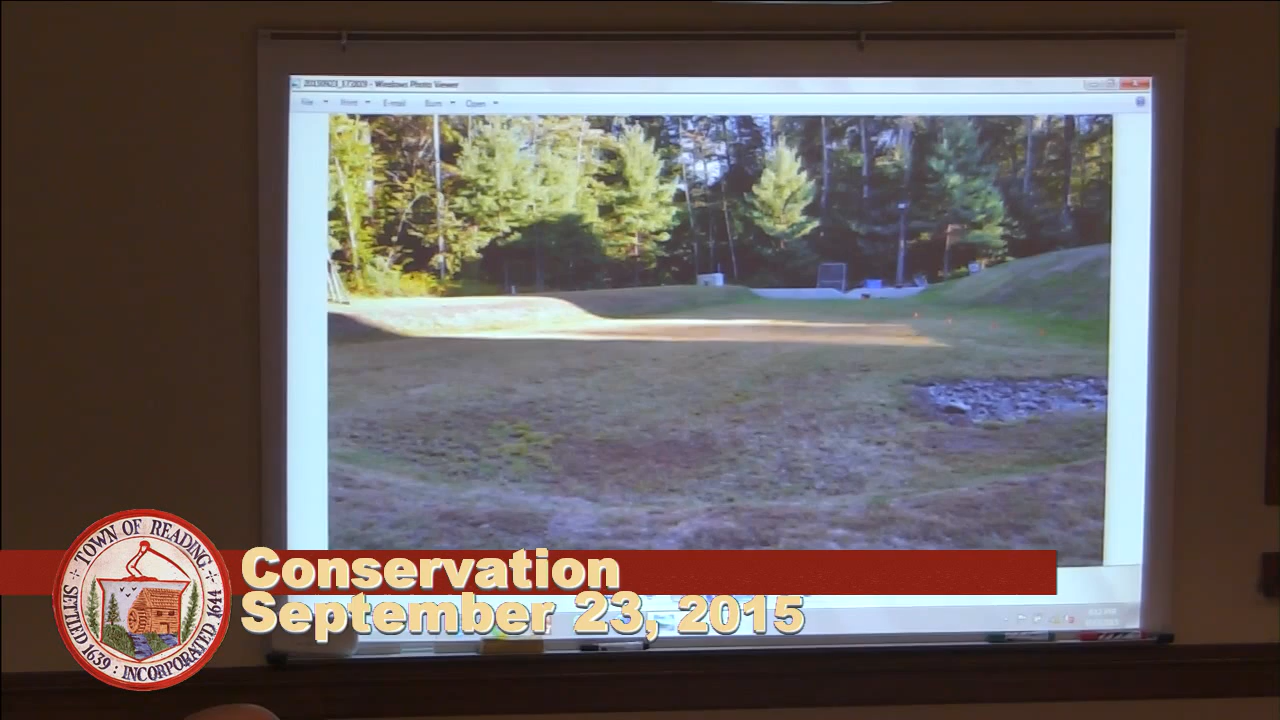 Windows Photo Viewer
File Print E-mail Burn Open
Conservation
September 23, 2015
TOWN OF READING
SETTLED 1639 : INCORPORATED 1644